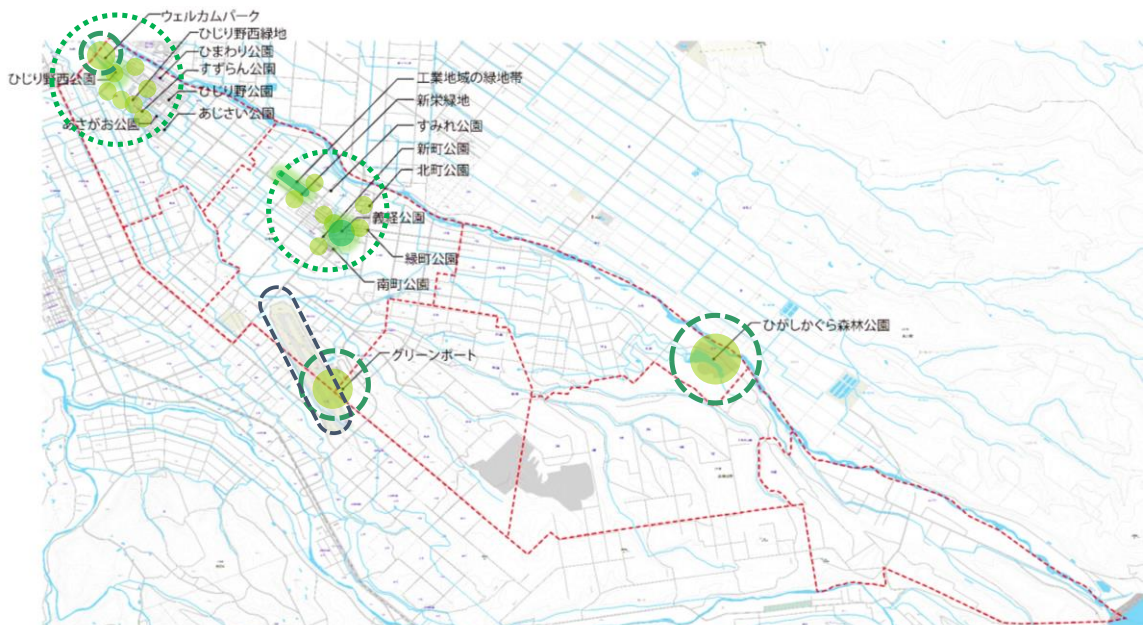 ウェルカムパーク
ひじり野西緑地
ひまわり公園
すずらん公園
ひじり野西公園
ひじり野公園
あじさい公園
あさがお公園
工業地域の緑地帯
新栄緑地
すみれ公園
新町公園
北町公園
義経公園
緑町公園
南町公園
ひがしかぐら森林公園
グリーンポート